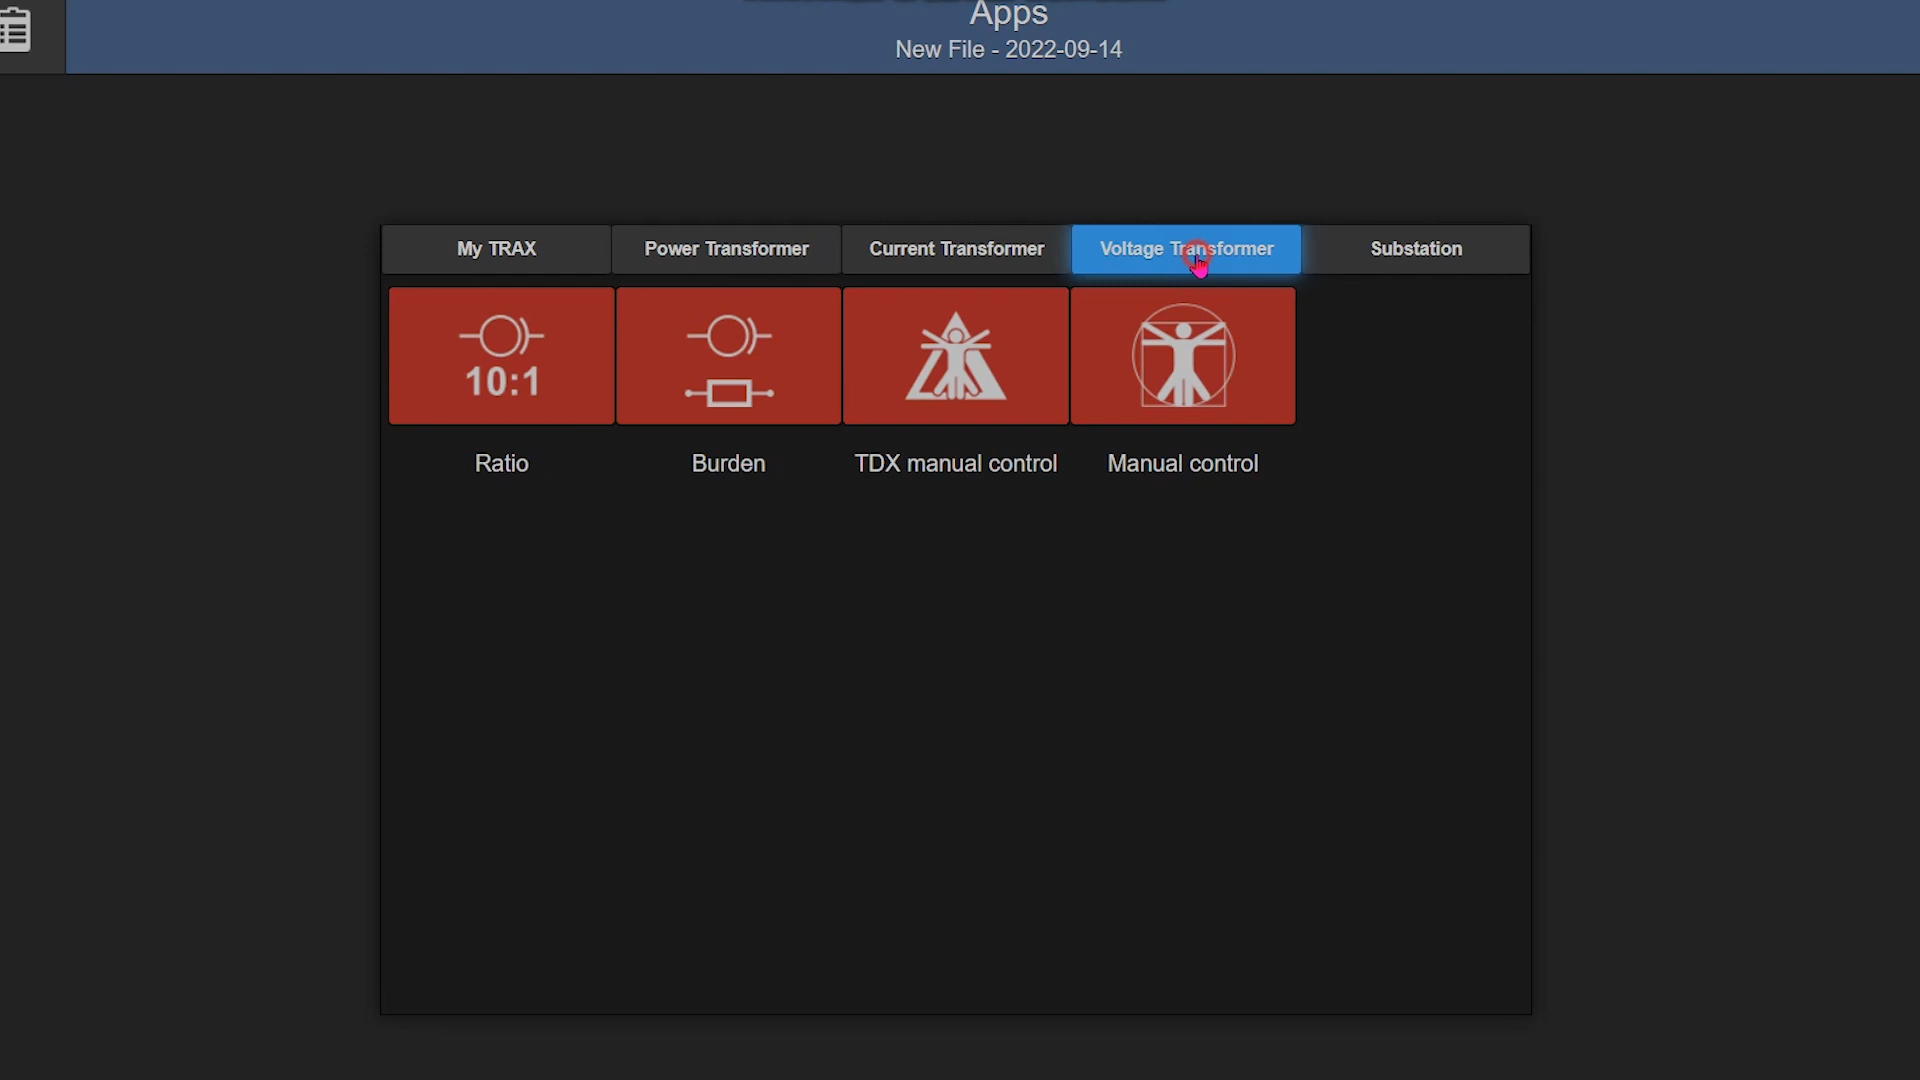 Apps
New File - 2022-09-14
My TRAX
Power Transformer
Current Transformer
Voltage Transformer
Substation
10:1
Ratio
Burden
TDX manual control
Manual control